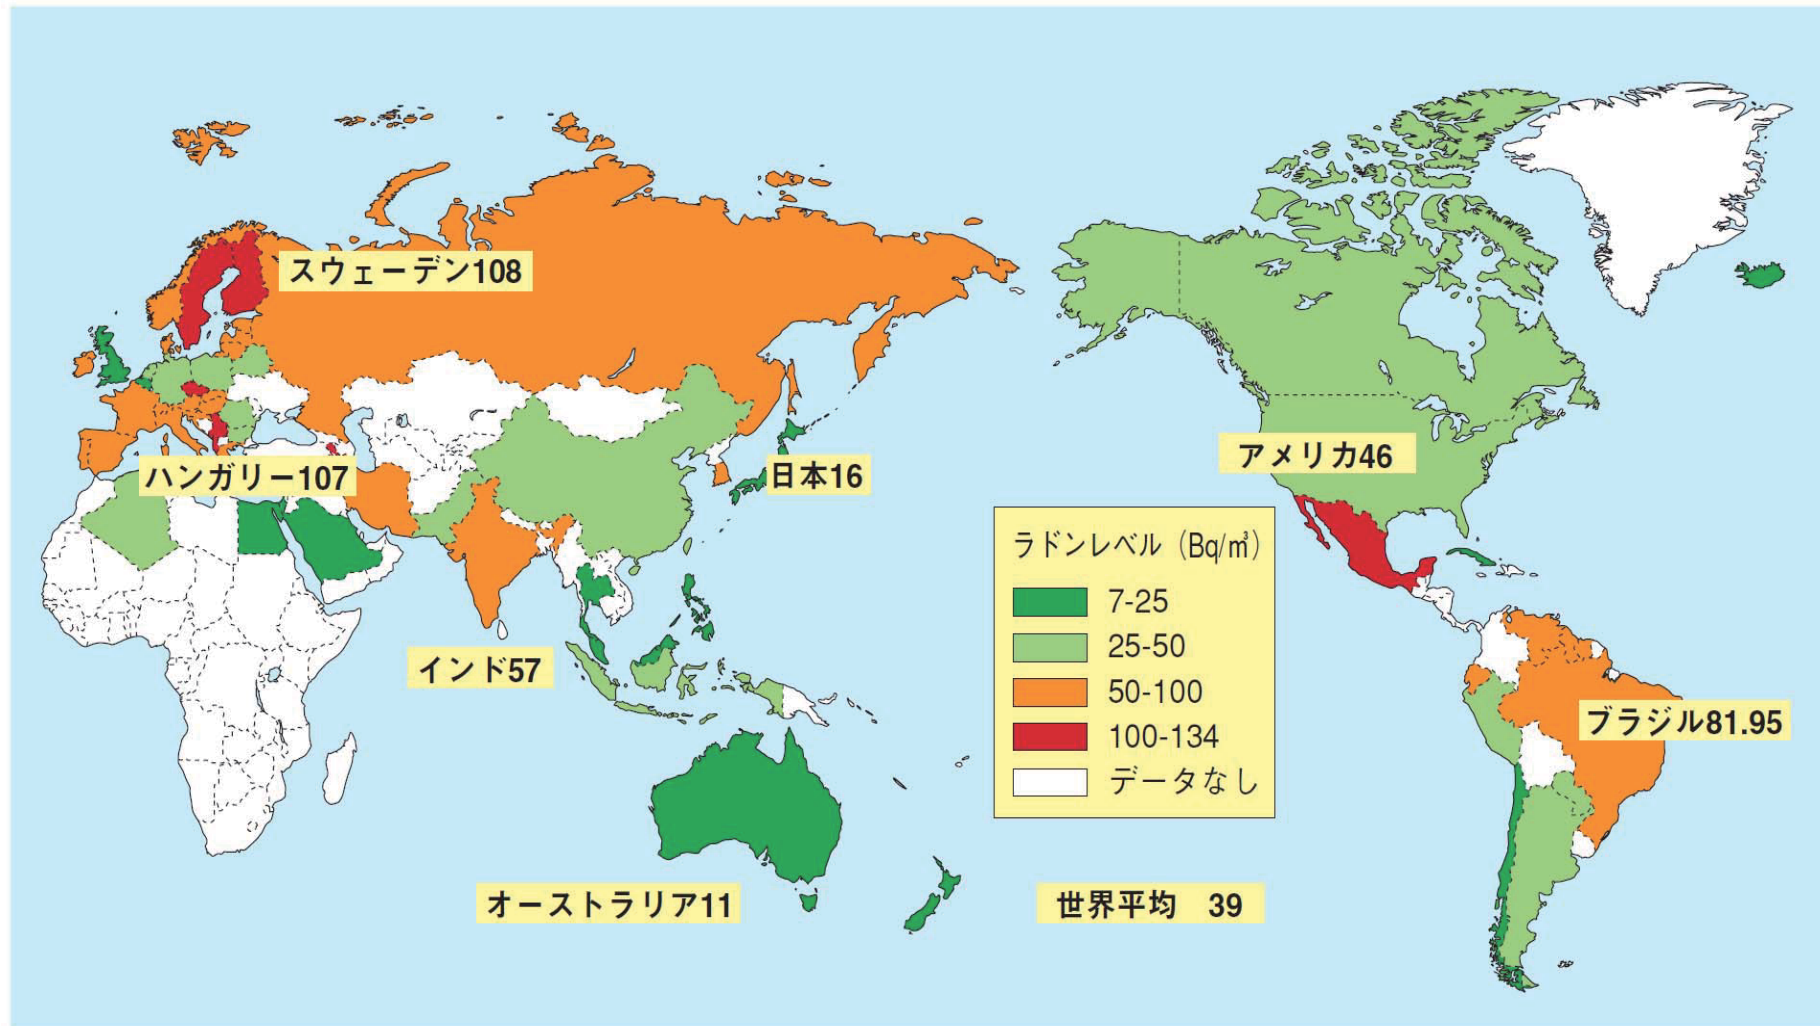 スウェーデン108
ハンガリー107
日本16
アメリカ46
インド57
ブラジル81.95
オーストラリア11
世界平均　39
ラドンレベル（Bq/㎥）
7-25
25-50
50-100
100-134
データなし